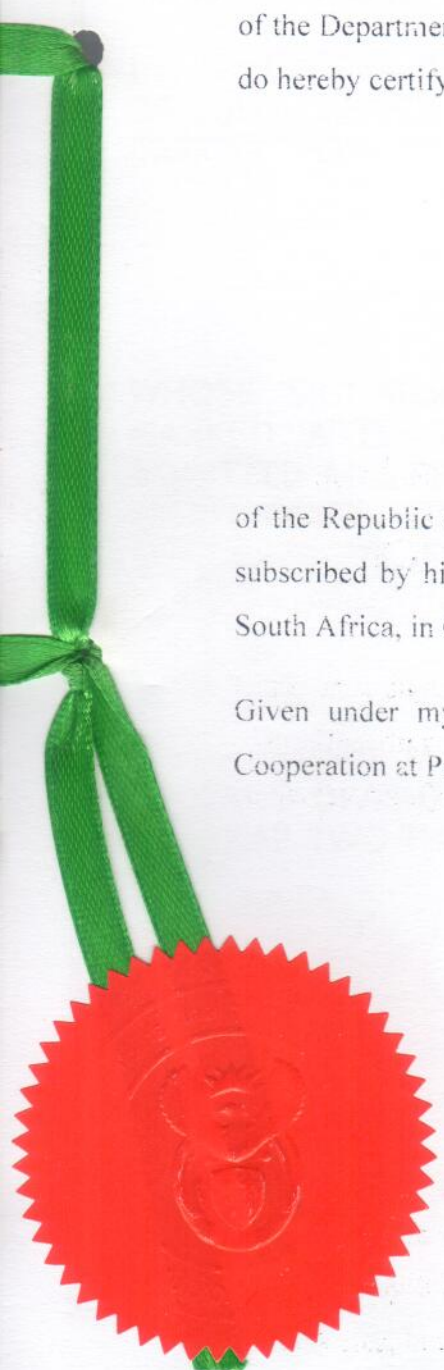 of the Departmen
do hereby certify
of the Republic
subscribed by hi
South Africa, in
Given under my
Cooperation at P